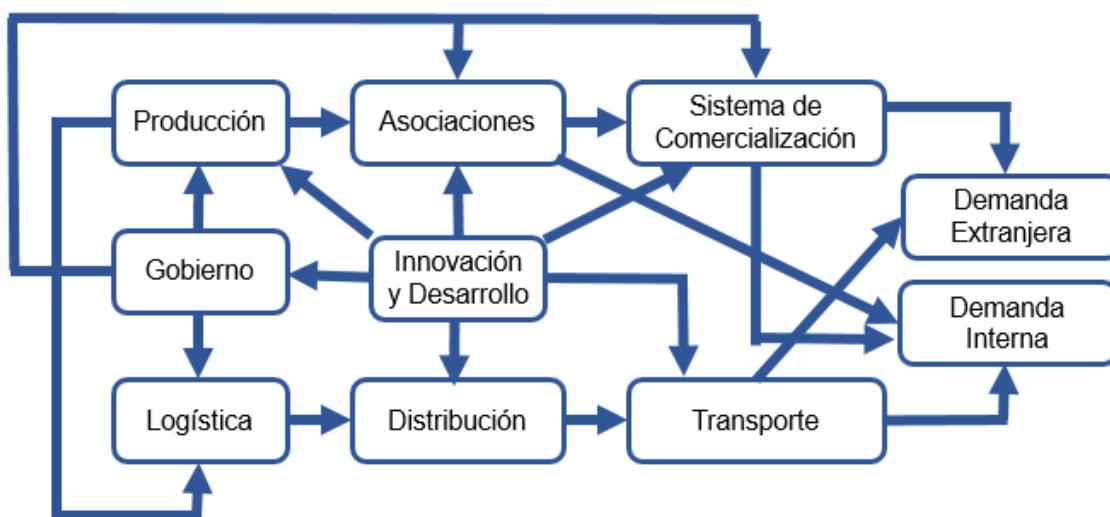 Producción
Asociaciones
Sistema de
Comercialización
Demanda
Extranjera
Gobierno
Innovación
y Desarrollo
Demanda
Interna
Logística
Distribución
Transporte